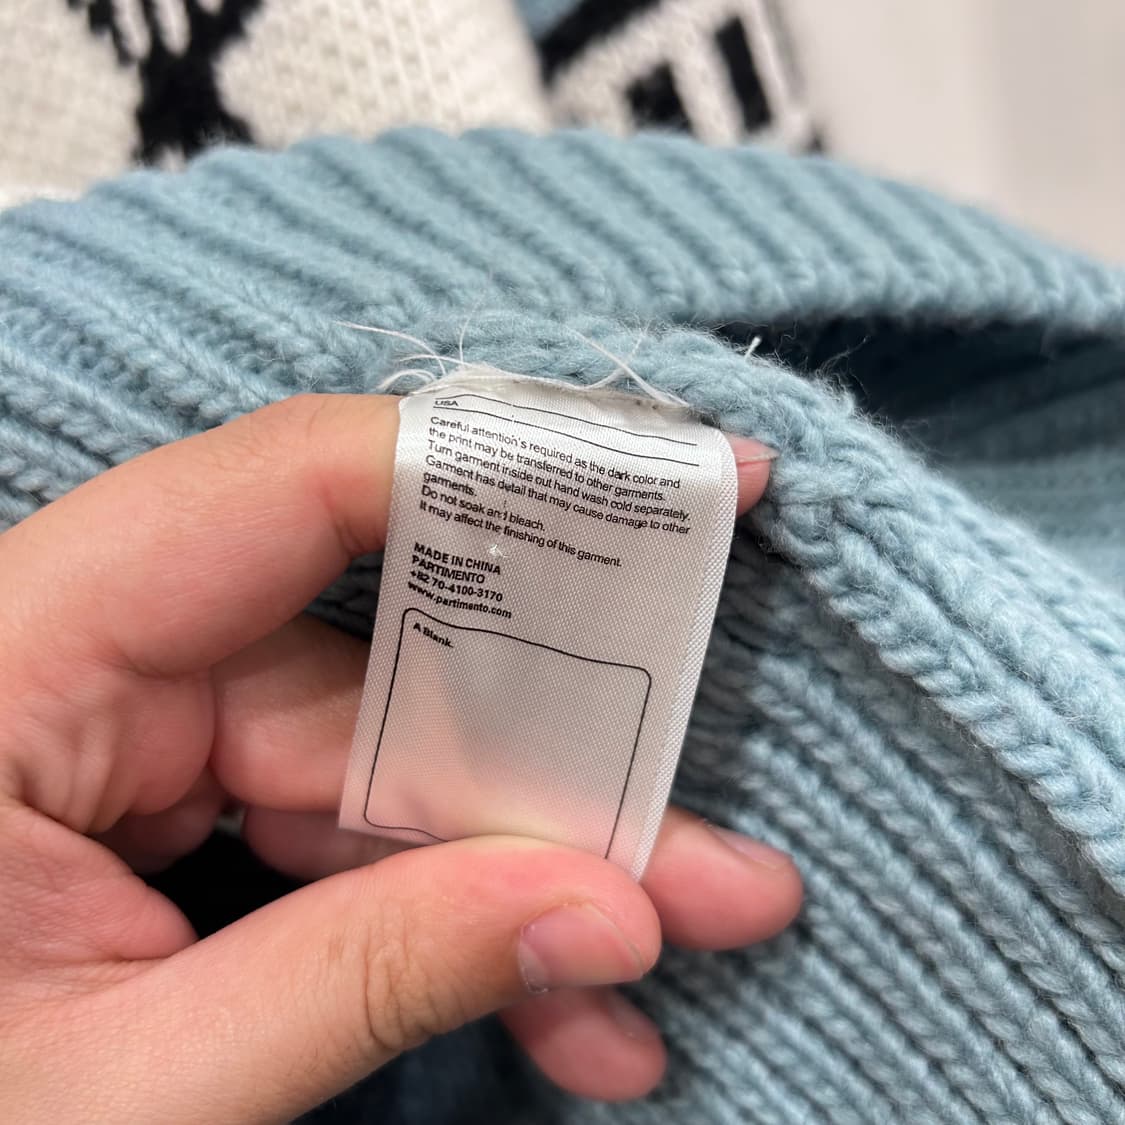 USA
Careful attention's required as the dark color and
the print may be transferred to other garments.
Turn garment inside out hand wash cold separately.
Garment has detail that may cause damage to other
garments.
Do not soak and bleach.
It may affect the finishing of this garment.
MADE IN CHINA
PARTIMENTO
+82 70-4100-3170
www.partimento.com
A Blank.